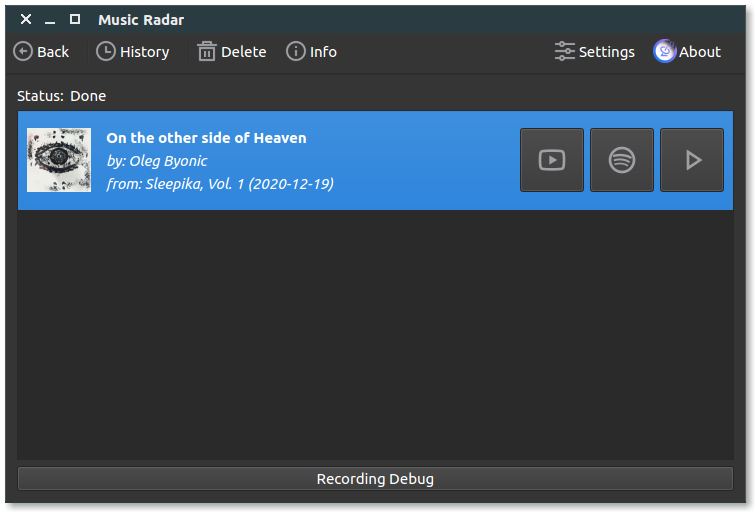 Music Radar
Back History Delete Info Settings About
Status: Done
On the other side of Heaven
by: Oleg Byonic
from: Sleepika, Vol. 1 (2020-12-19)
Recording Debug